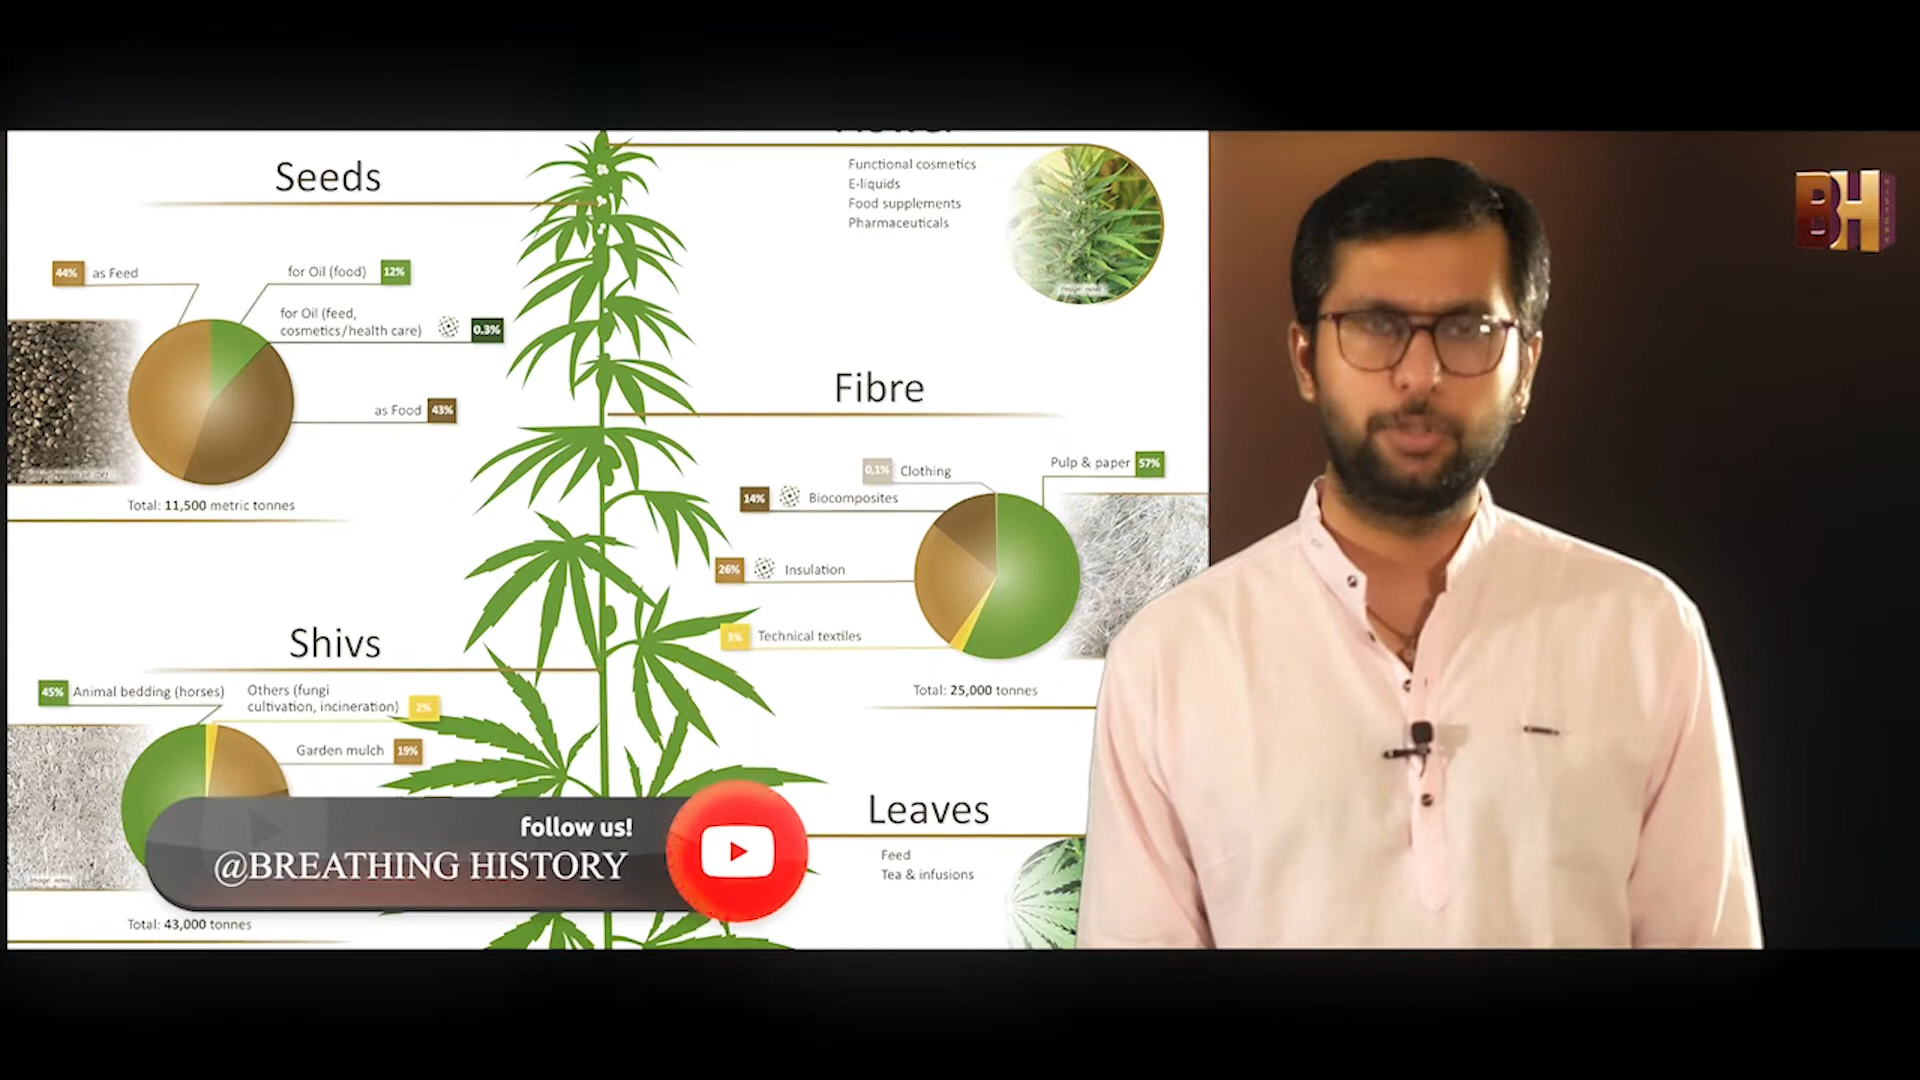 Seeds
44% as Feed
for Oil (food) 12%
for Oil (feed,
cosmetics/health care) 0.3%
as Food 43%
Total: 11,500 metric tonnes
Functional cosmetics
E-liquids
Food supplements
Pharmaceuticals
Fibre
0,1% Clothing
Pulp & paper 57%
14% Biocomposites
26% Insulation
3% Technical textiles
Total: 25,000 tonnes
Shivs
45% Animal bedding (horses)
Others (fungi
cultivation, incineration) 2%
Garden mulch 19%
Total: 43,000 tonnes
Leaves
Feed
Tea & infusions
follow us!
@BREATHING HISTORY
BH